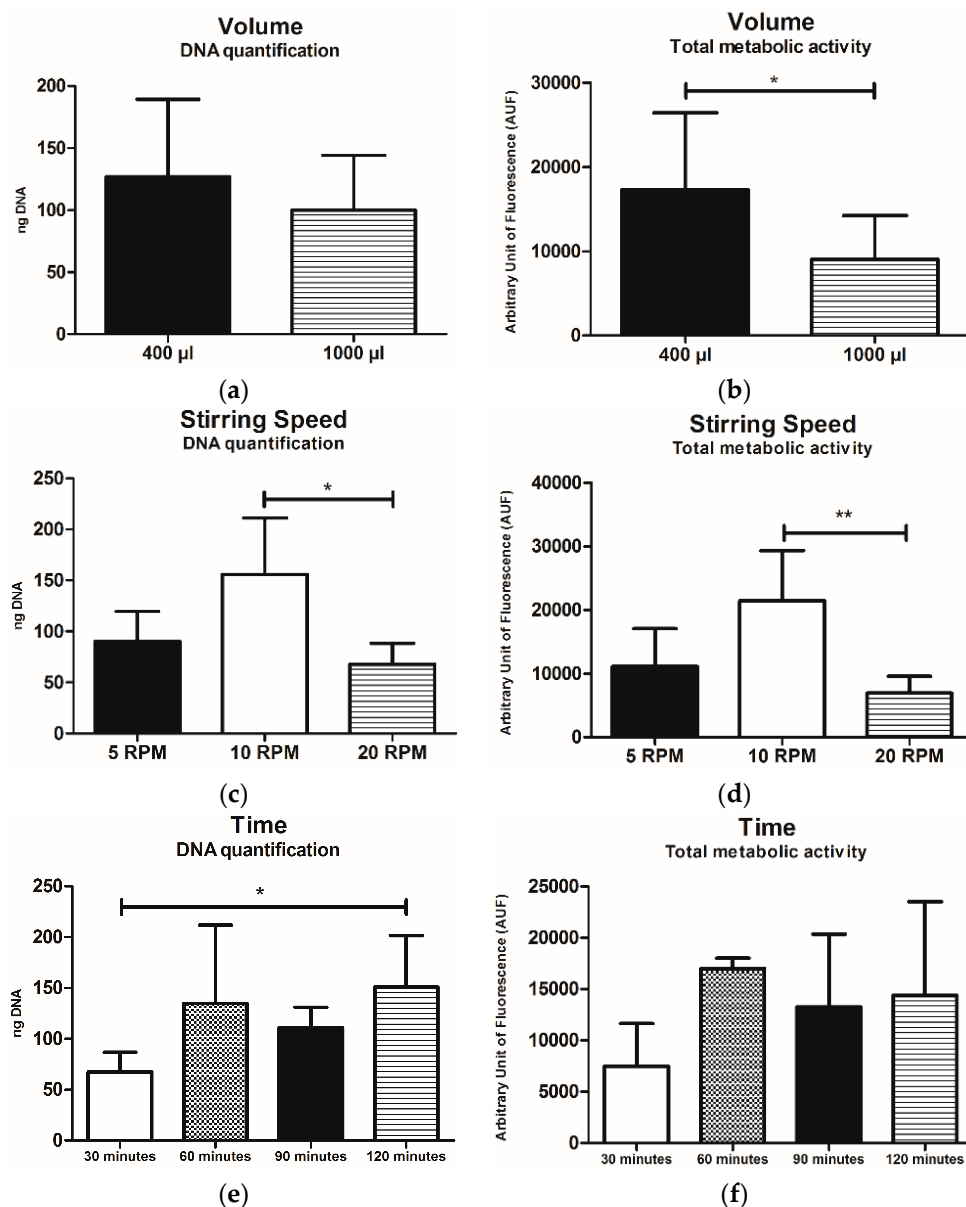 Volume
DNA quantification
200
150
100
50
0
ng DNA
400 µl
1000 µl
(a)
Volume
Total metabolic activity
30000
20000
10000
0
Arbitrary Unit of Fluorescence (AUF)
*
400 µl
1000 µl
(b)
Stirring Speed
DNA quantification
250
200
150
100
50
0
ng DNA
*
5 RPM
10 RPM
20 RPM
(c)
Stirring Speed
Total metabolic activity
40000
30000
20000
10000
0
Arbitrary Unit of Fluorescence (AUF)
**
5 RPM
10 RPM
20 RPM
(d)
Time
DNA quantification
250
200
150
100
50
0
ng DNA
*
30 minutes
60 minutes
90 minutes
120 minutes
(e)
Time
Total metabolic activity
25000
20000
15000
10000
5000
0
Arbitrary Unit of Fluorescence (AUF)
30 minutes
60 minutes
90 minutes
120 minutes
(f)